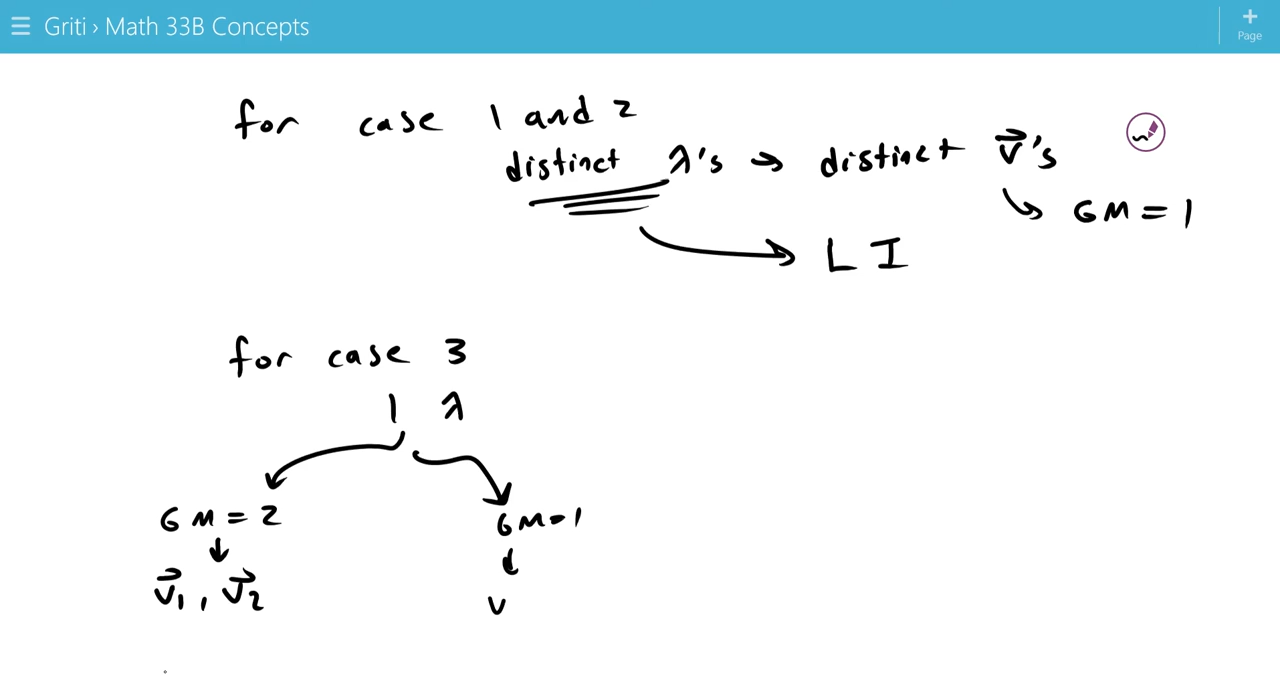 Griti › Math 33B Concepts
Page
for case 1 and 2
distinct λ's → distinct v⃗'s
↳ GM = 1
→ LI
for case 3
1 λ
GM = 2
GM = 1
v⃗1, v⃗2
v